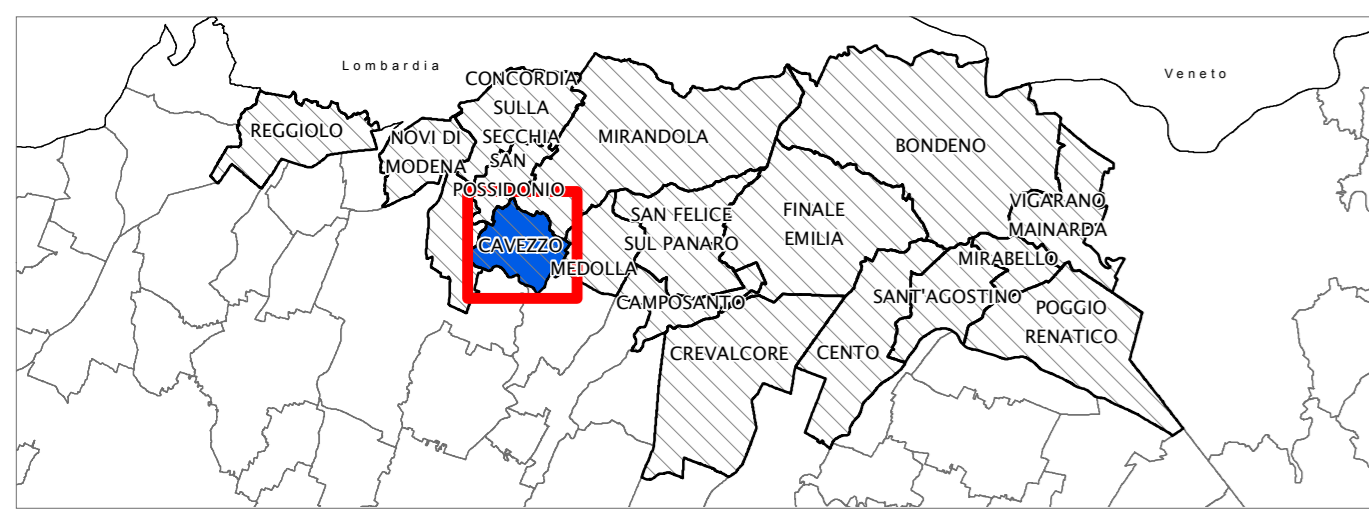 Lombardia
Veneto
CONCORDIA
SULLA
SECCHIA
REGGIOLO
NOVI DI
MODENA
SAN
POSSIDONIO
MIRANDOLA
BONDENO
CAVEZZO
MEDOLLA
SAN FELICE
SUL PANARO
FINALE
EMILIA
VIGARANO
MAINARDA
MIRABELLO
CAMPOSANTO
SANT'AGOSTINO
POGGIO
RENATICO
CREVALCORE
CENTO